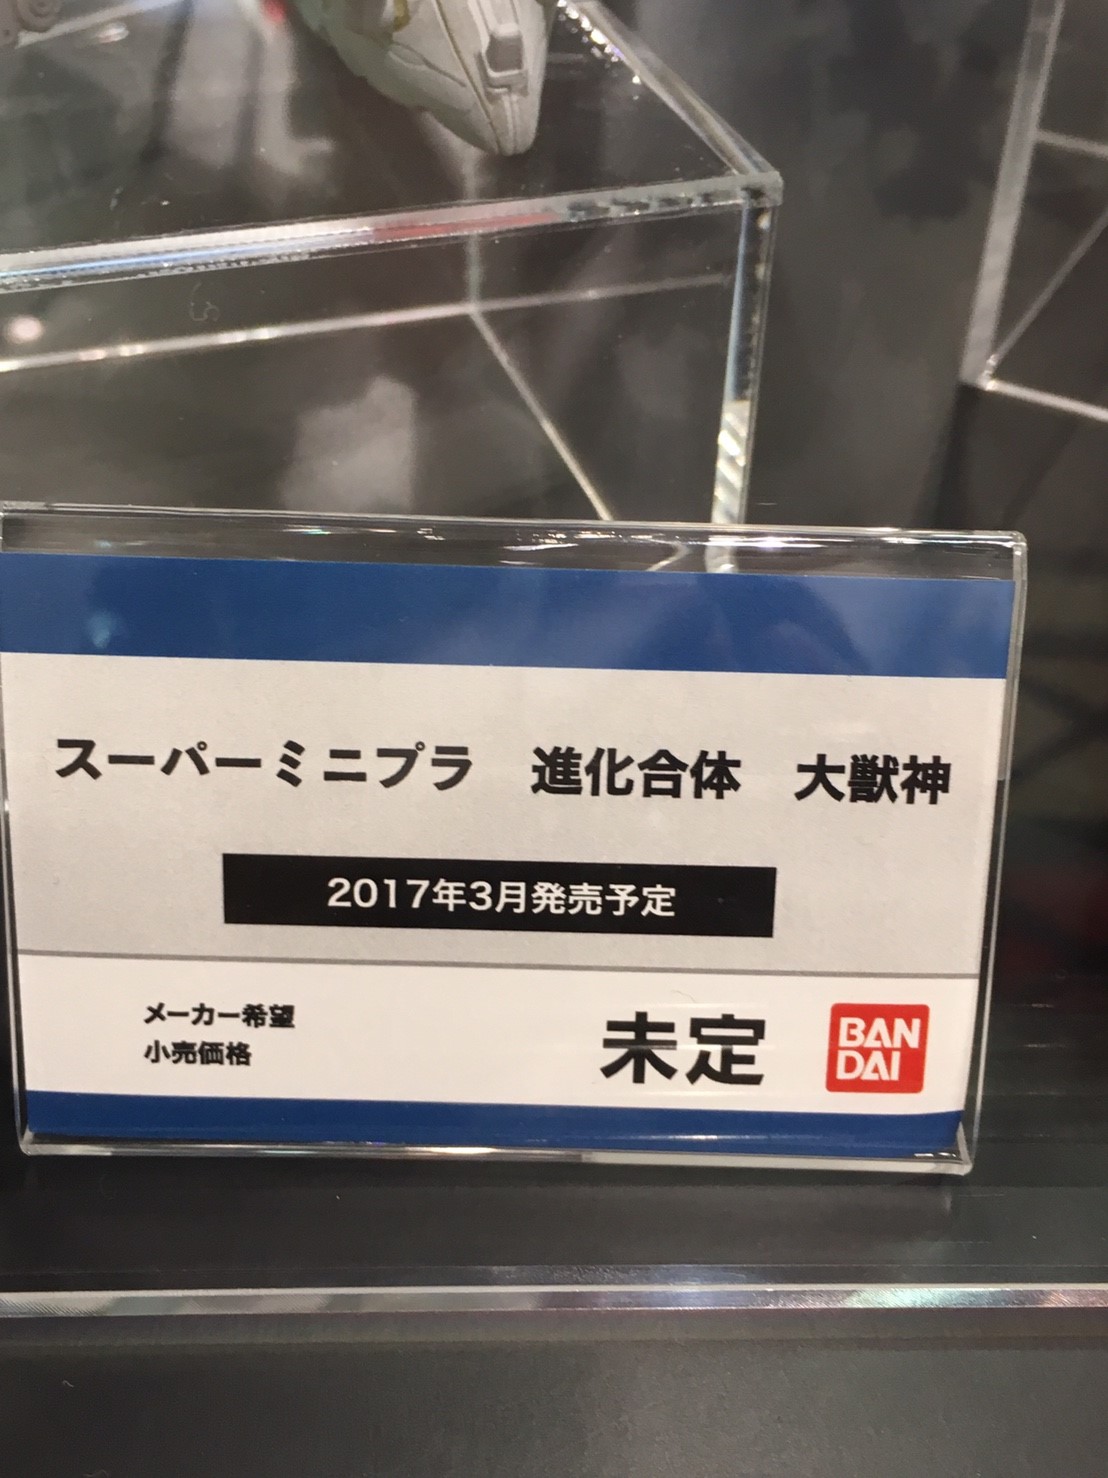 スーパーミニプラ　進化合体　大獣神
2017年3月発売予定
メーカー希望
小売価格
未定
BAN
DAI